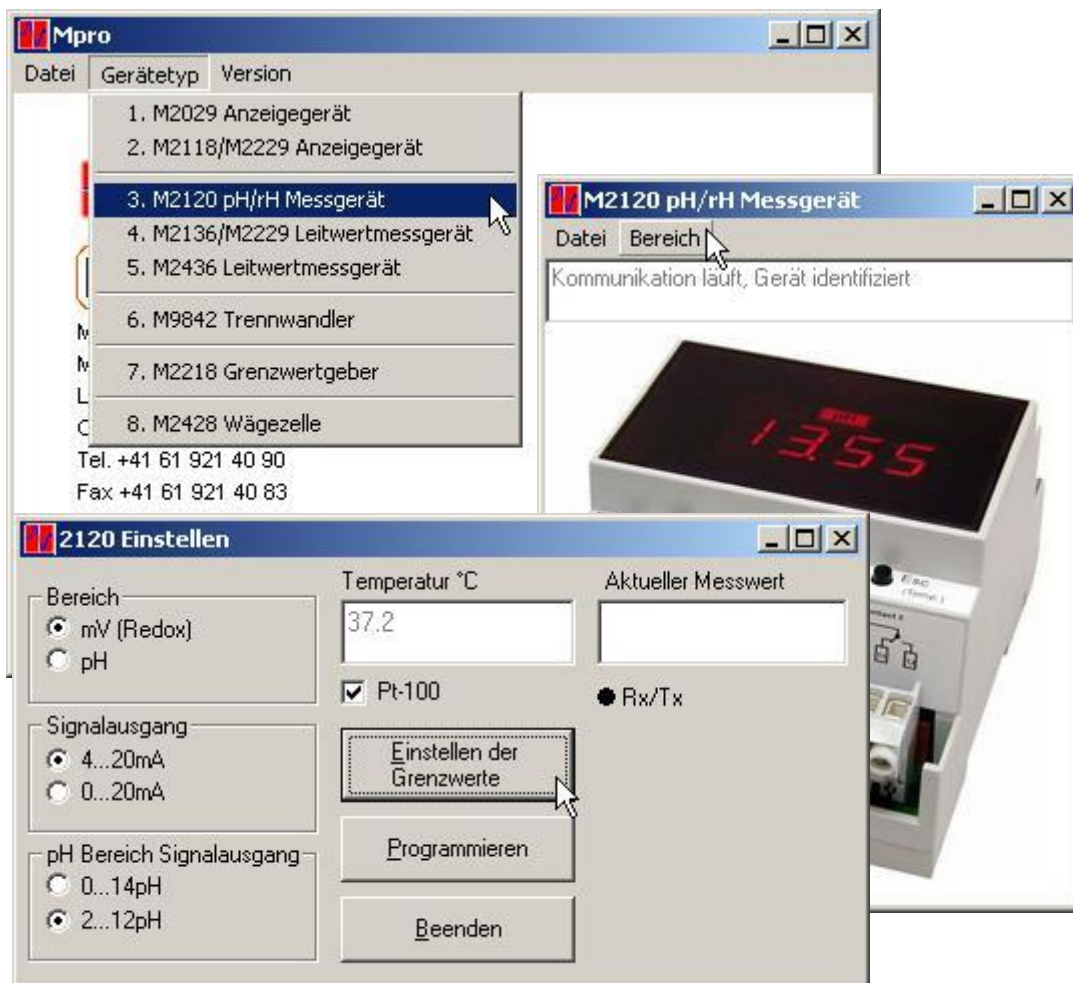 Mpro
Datei Gerätetyp Version
1. M2029 Anzeigegerät
2. M2118/M2229 Anzeigegerät
3. M2120 pH/rH Messgerät
4. M2136/M2229 Leitwertmessgerät
5. M2436 Leitwertmessgerät
6. M9842 Trennwandler
7. M2218 Grenzwertgeber
8. M2428 Wägezelle
Tel. +41 61 921 40 90
Fax +41 61 921 40 83
M2120 pH/rH Messgerät
Datei Bereich
Kommunikation läuft, Gerät identifiziert
13.55
Esc
(Temp.)
2120 Einstellen
Bereich
mV (Redox)
pH
Signalausgang
4...20mA
0...20mA
pH Bereich Signalausgang
0...14pH
2...12pH
Temperatur °C
37.2
Pt-100
Einstellen der
Grenzwerte
Programmieren
Beenden
Aktueller Messwert
Rx/Tx